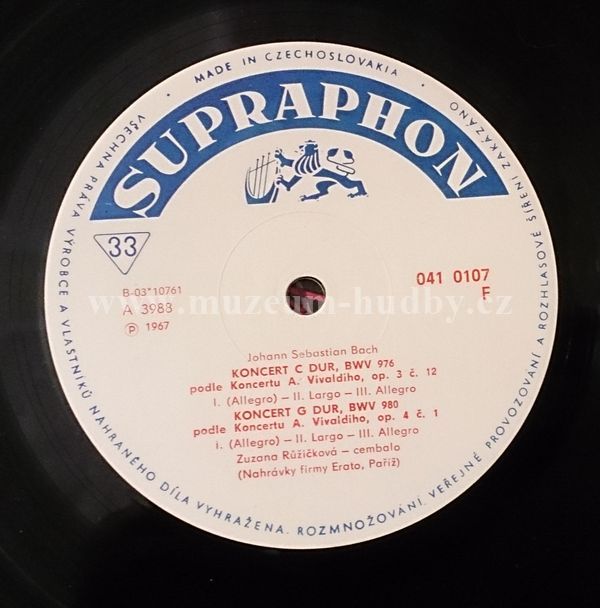 MADE IN CZECHOSLOVAKIA
SUPRAPHON
33
B-03*10761
A 3983
Ⓟ 1967
041 0107
F
www.muzeum-hudby.cz
Johann Sebastian Bach
KONCERT C DUR, BWV 976
podle Koncertu A. Vivaldiho, op. 3 č. 12
I. (Allegro) – II. Largo – III. Allegro
KONCERT G DUR, BWV 980
podle Koncertu A. Vivaldiho, op. 4 č. 1
I. (Allegro) – II. Largo – III. Allegro
Zuzana Růžičková – cembalo
(Nahrávky firmy Erato, Paříž)
VŠECHNA PRÁVA VÝROBCE A VLASTNÍKŮ NAHRANÉHO DÍLA VYHRAŽENA. ROZMNOŽOVÁNÍ, VEŘEJNÉ PROVOZOVÁNÍ A ROZHLASOVÉ ŠÍŘENÍ ZAKÁZÁNO